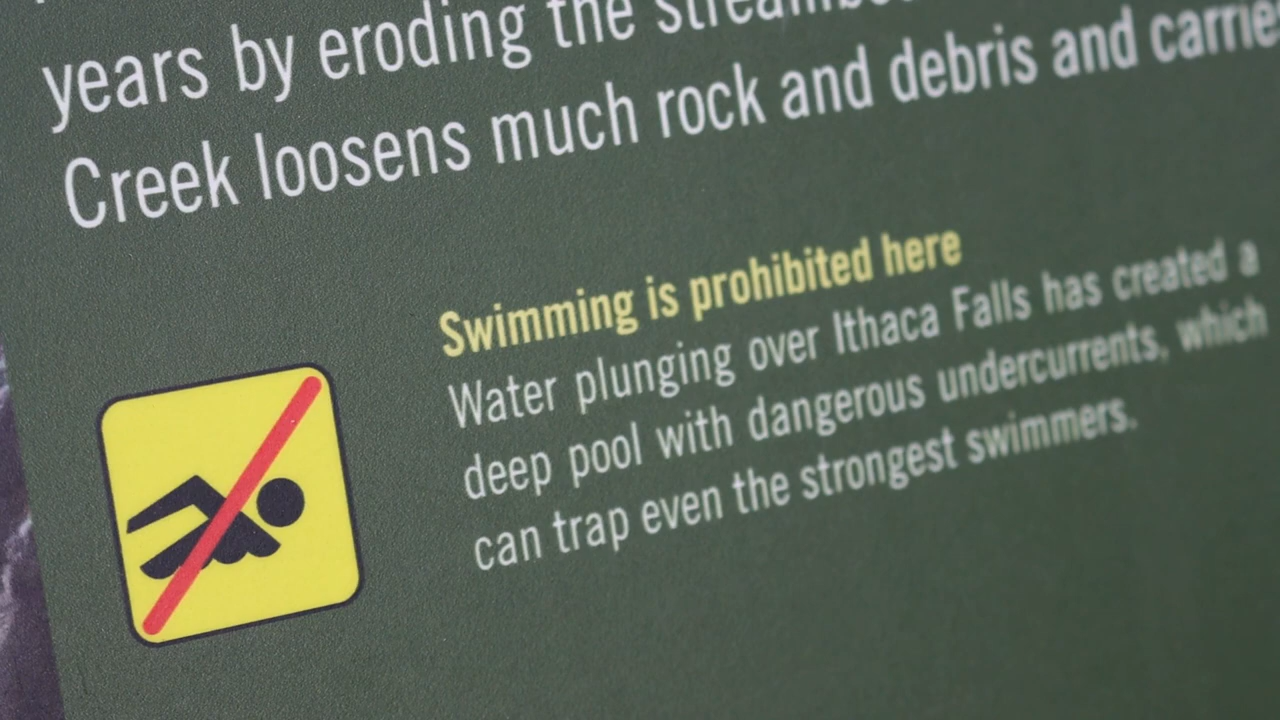 years by eroding the
Creek loosens much rock and debris and
Swimming is prohibited here
Water plunging over Ithaca Falls has created a
deep pool with dangerous undercurrents, which
can trap even the strongest swimmers.